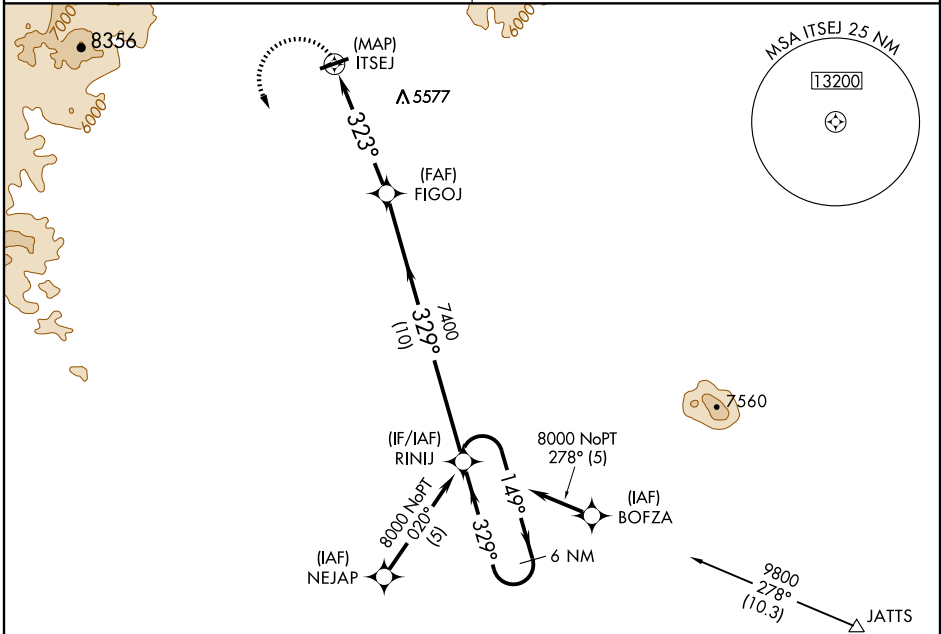 7000
8356
6000
(MAP)
ITSEJ
5577
323°
6000
MSA ITSEJ 25 NM
13200
(FAF)
FIGOJ
7400
329°
(10)
7560
(IF/IAF)
RINIJ
8000 NoPT
278° (5)
(IAF)
BOFZA
149°
329°
6 NM
8000 NoPT
020°
(5)
(IAF)
NEJAP
9800
278°
(10.3)
JATTS